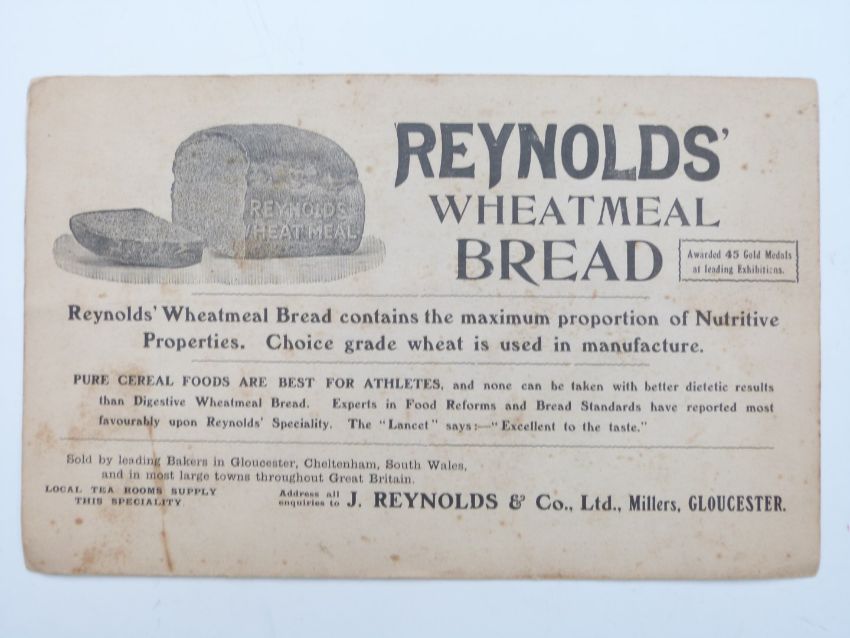 REYNOLDS'
WHEATMEAL
BREAD
Awarded 45 Gold Medals
at leading Exhibitions.
REYNOLDS
WHEAT MEAL
Reynolds' Wheatmeal Bread contains the maximum proportion of Nutritive
Properties. Choice grade wheat is used in manufacture.
PURE CEREAL FOODS ARE BEST FOR ATHLETES, and none can be taken with better dietetic results
than Digestive Wheatmeal Bread. Experts in Food Reforms and Bread Standards have reported most
favourably upon Reynolds' Speciality. The "Lancet" says:—"Excellent to the taste."
Sold by leading Bakers in Gloucester, Cheltenham, South Wales,
and in most large towns throughout Great Britain.
LOCAL TEA ROOMS SUPPLY
THIS SPECIALITY
Address all
enquiries to J. REYNOLDS & Co., Ltd., Millers, GLOUCESTER.